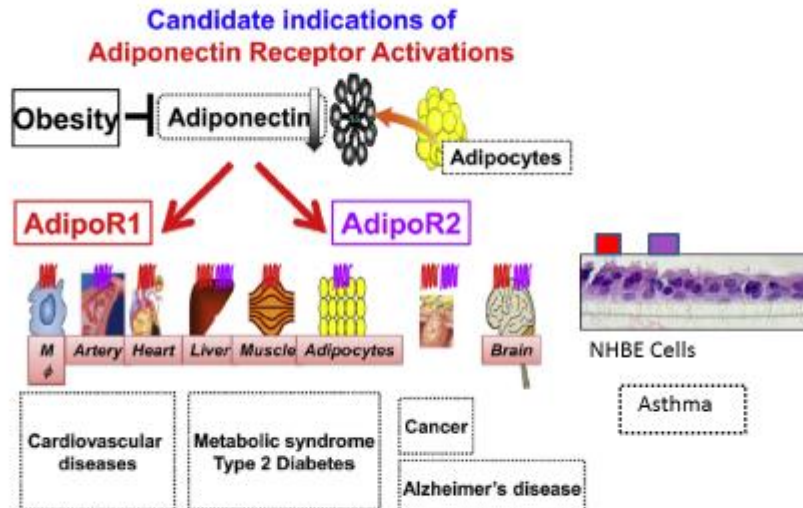 Candidate indications of
Adiponectin Receptor Activations
Obesity
Adiponectin
Adipocytes
AdipoR1
AdipoR2
M
ϕ
Artery
Heart
Liver
Muscle
Adipocytes
Brain
NHBE Cells
Asthma
Cardiovascular
diseases
Metabolic syndrome
Type 2 Diabetes
Cancer
Alzheimer's disease